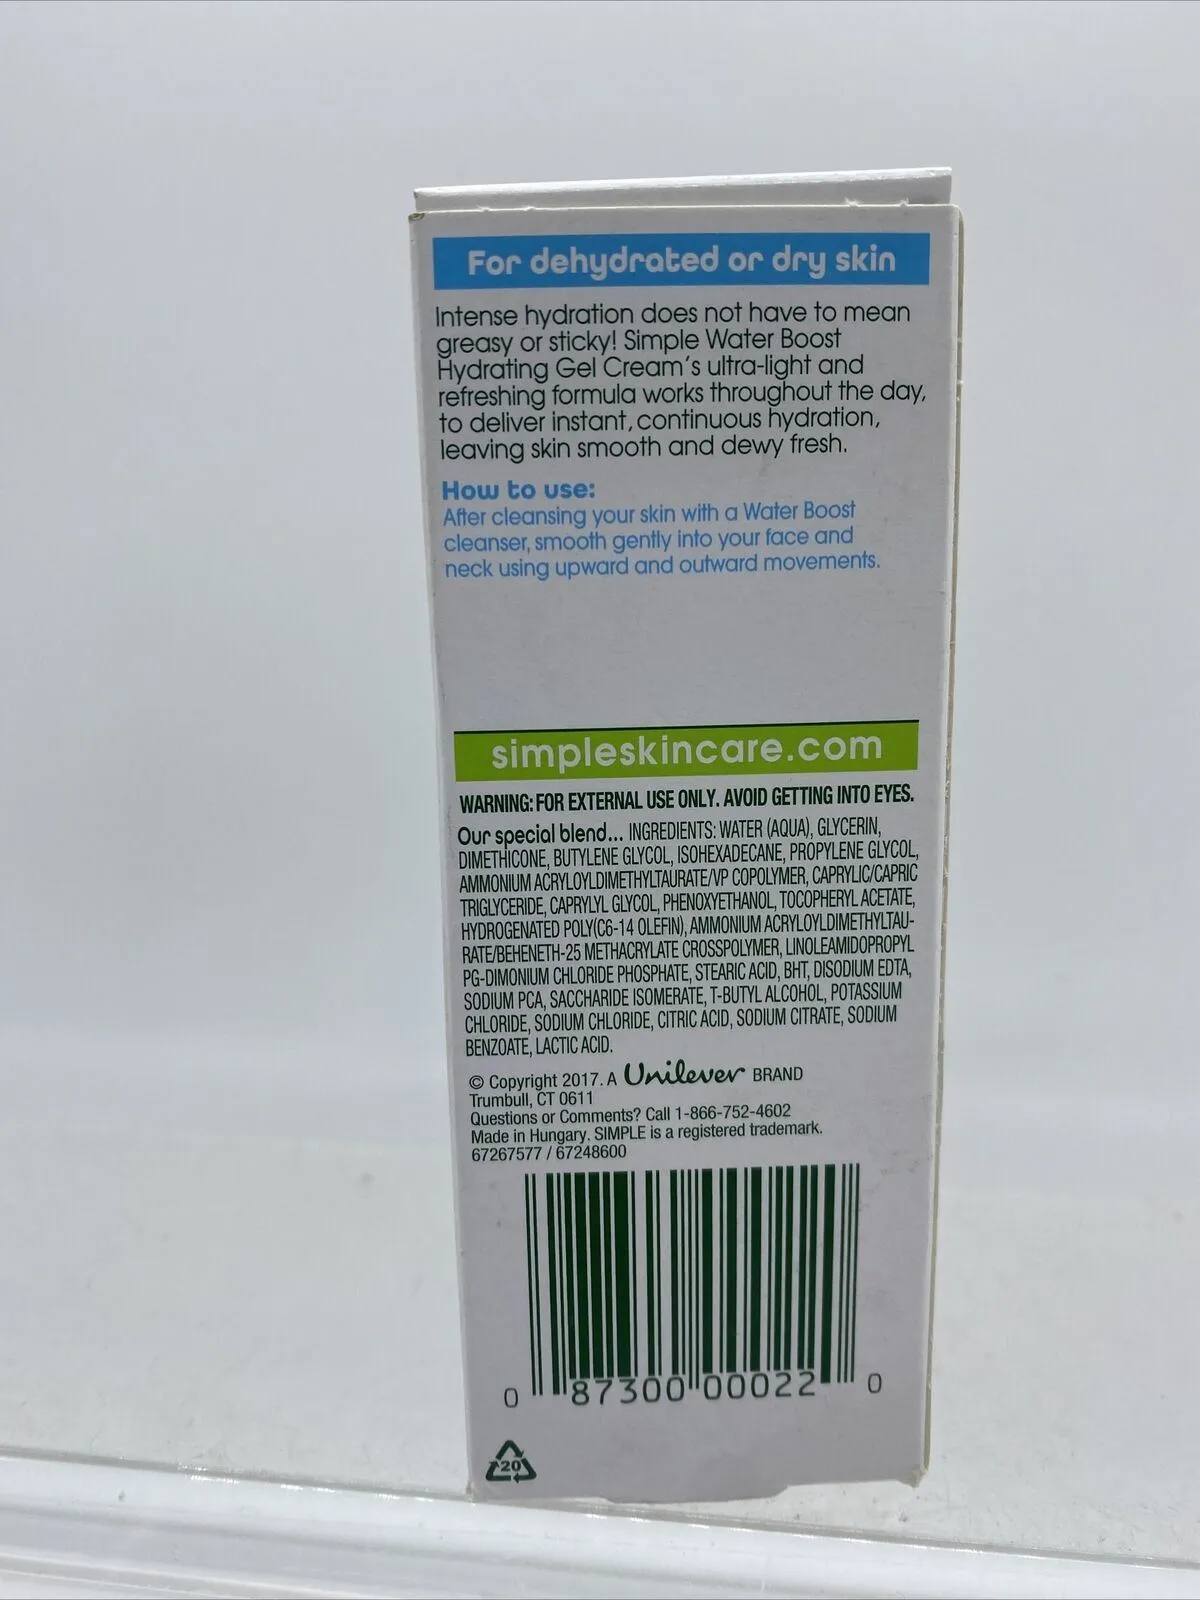 For dehydrated or dry skin
Intense hydration does not have to mean
greasy or sticky! Simple Water Boost
Hydrating Gel Cream's ultra-light and
refreshing formula works throughout the day,
to deliver instant, continuous hydration,
leaving skin smooth and dewy fresh.
How to use:
After cleansing your skin with a Water Boost
cleanser, smooth gently into your face and
neck using upward and outward movements.
simpleskincare.com
WARNING: FOR EXTERNAL USE ONLY. AVOID GETTING INTO EYES.
Our special blend... INGREDIENTS: WATER (AQUA), GLYCERIN,
DIMETHICONE, BUTYLENE GLYCOL, ISOHEXADECANE, PROPYLENE GLYCOL,
AMMONIUM ACRYLOYLDIMETHYLTAURATE/VP COPOLYMER, CAPRYLIC/CAPRIC
TRIGLYCERIDE, CAPRYLYL GLYCOL, PHENOXYETHANOL, TOCOPHERYL ACETATE,
HYDROGENATED POLY(C6-14 OLEFIN), AMMONIUM ACRYLOYLDIMETHYLTAU-
RATE/BEHENETH-25 METHACRYLATE CROSSPOLYMER, LINOLEAMIDOPROPYL
PG-DIMONIUM CHLORIDE PHOSPHATE, STEARIC ACID, BHT, DISODIUM EDTA,
SODIUM PCA, SACCHARIDE ISOMERATE, T-BUTYL ALCOHOL, POTASSIUM
CHLORIDE, SODIUM CHLORIDE, CITRIC ACID, SODIUM CITRATE, SODIUM
BENZOATE, LACTIC ACID.
© Copyright 2017. A Unilever BRAND
Trumbull, CT 0611
Questions or Comments? Call 1-866-752-4602
Made in Hungary. SIMPLE is a registered trademark.
67267577 / 67248600
0 87300 00022 0
20